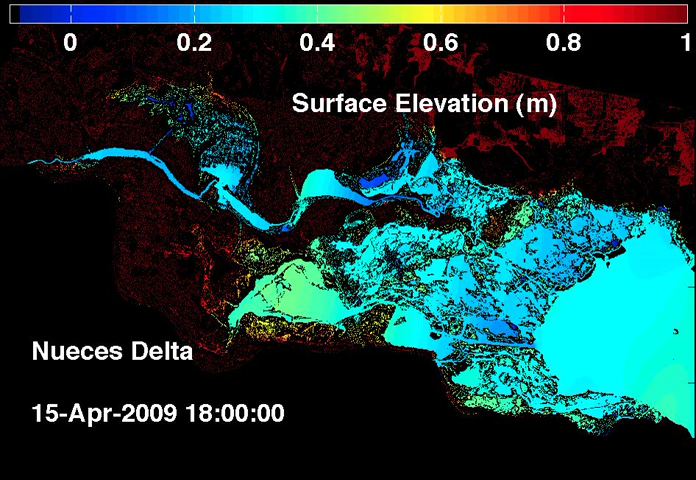 0 0.2 0.4 0.6 0.8 1
Surface Elevation (m)
Nueces Delta
15-Apr-2009 18:00:00